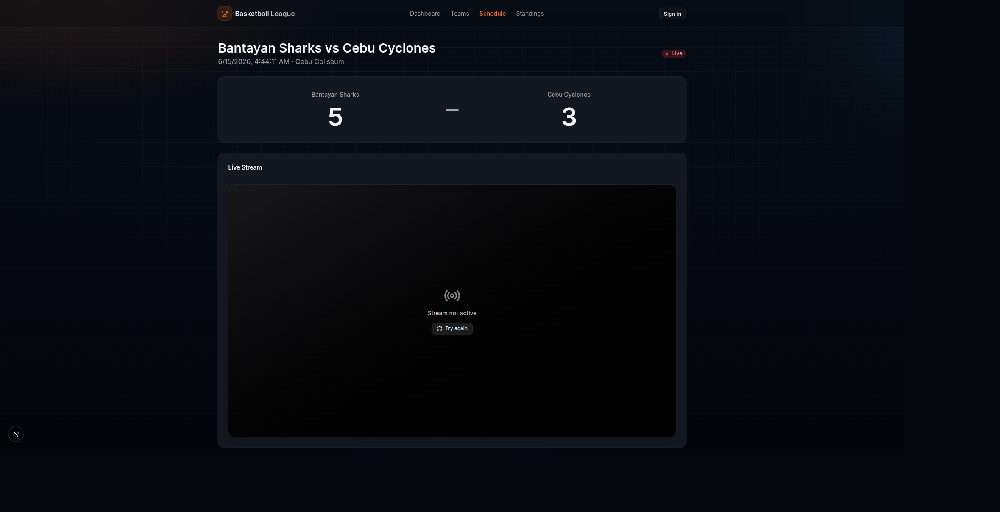 Basketball League
Dashboard Teams Schedule Standings
Sign in
Bantayan Sharks vs Cebu Cyclones
6/15/2026, 4:44:11 AM · Cebu Coliseum
Live
Bantayan Sharks
5
—
Cebu Cyclones
3
Live Stream
Stream not active
Try again
N